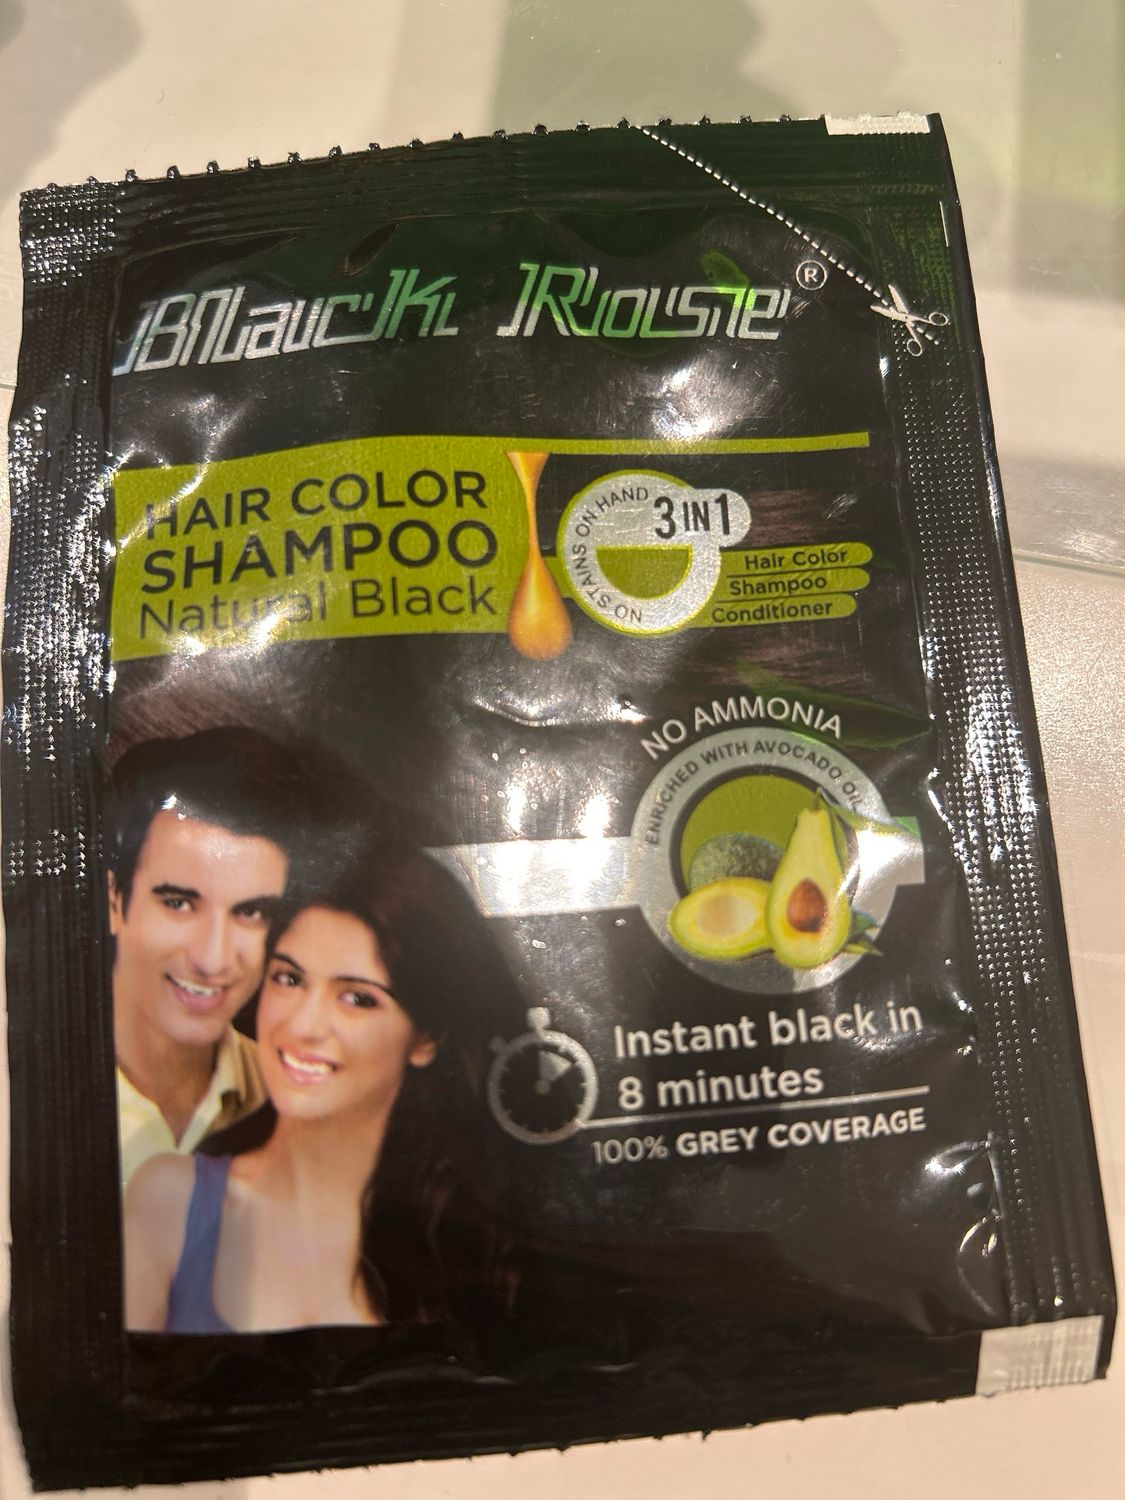 Black Rose ®
HAIR COLOR
SHAMPOO
Natural Black
NO STAINS ON HAND
3 IN 1
Hair Color
Shampoo
Conditioner
NO AMMONIA
ENRICHED WITH AVOCADO OIL
Instant black in
8 minutes
100% GREY COVERAGE